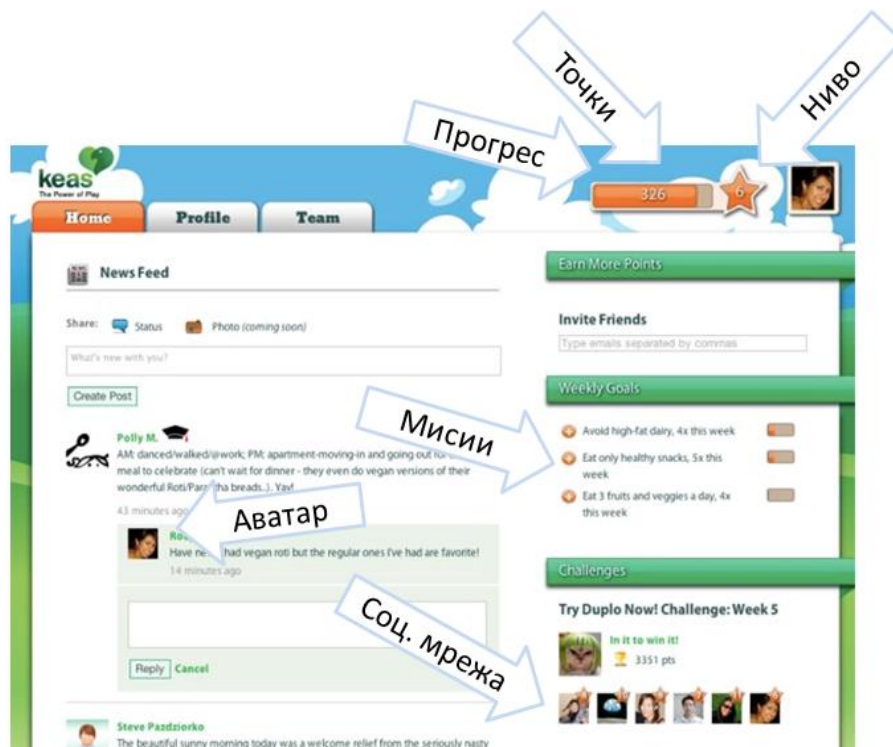 Точки
Ниво
Прогрес
keas
The Power of Play
326
6
Home
Profile
Team
News Feed
Share:
Status
Photo (coming soon)
What's new with you?
Create Post
Polly M.
AM: danced/walked/@work; PM: apartment-moving-in and going out for
meal to celebrate (can't wait for dinner - they even do vegan versions of their
wonderful breads..). Yay!
43 minutes ago
Аватар
Have had vegan roti but the regular ones I've had are favorite!
14 minutes ago
Reply
Cancel
Steve Pazdziorko
The beautiful sunny morning today was a welcome relief from the seriously nasty
Earn More Points
Invite Friends
Type emails separated by commas
Weekly Goals
Мисии
Avoid high-fat dairy, 4x this week
Eat only healthy snacks, 5x this
week
Eat 3 fruits and veggies a day, 4x
this week
Challenges
Try Duplo Now! Challenge: Week 5
In it to win it!
3351 pts
Соц. мрежа